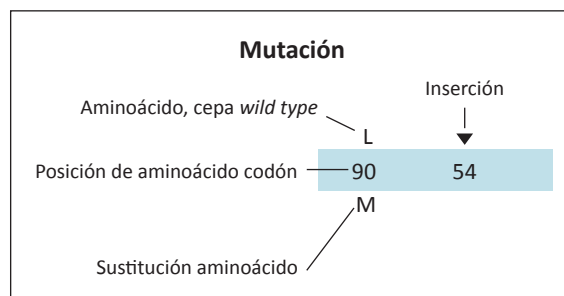 Mutación
Inserción
Aminoácido, cepa wild type
L
Posición de aminoácido codón
90
54
M
Sustitución aminoácido